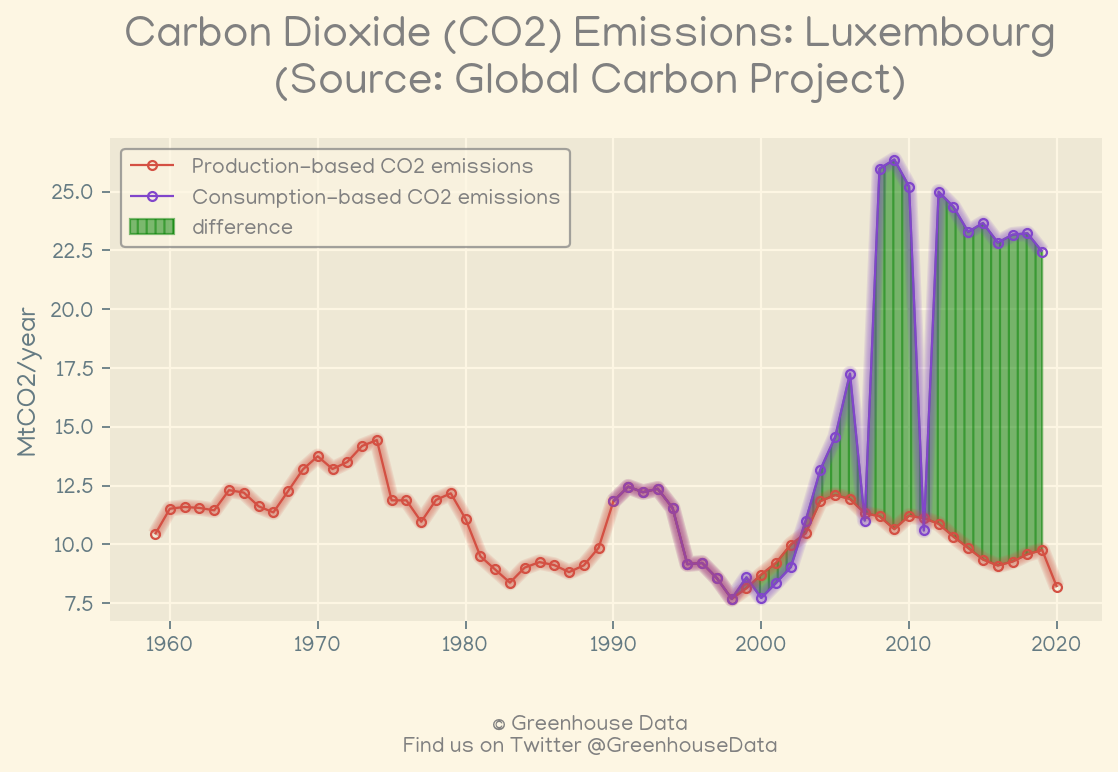 Carbon Dioxide (CO2) Emissions: Luxembourg
(Source: Global Carbon Project)
Production-based CO2 emissions
Consumption-based CO2 emissions
difference
MtCO2/year
25.0
22.5
20.0
17.5
15.0
12.5
10.0
7.5
1960 1970 1980 1990 2000 2010 2020
© Greenhouse Data
Find us on Twitter @GreenhouseData